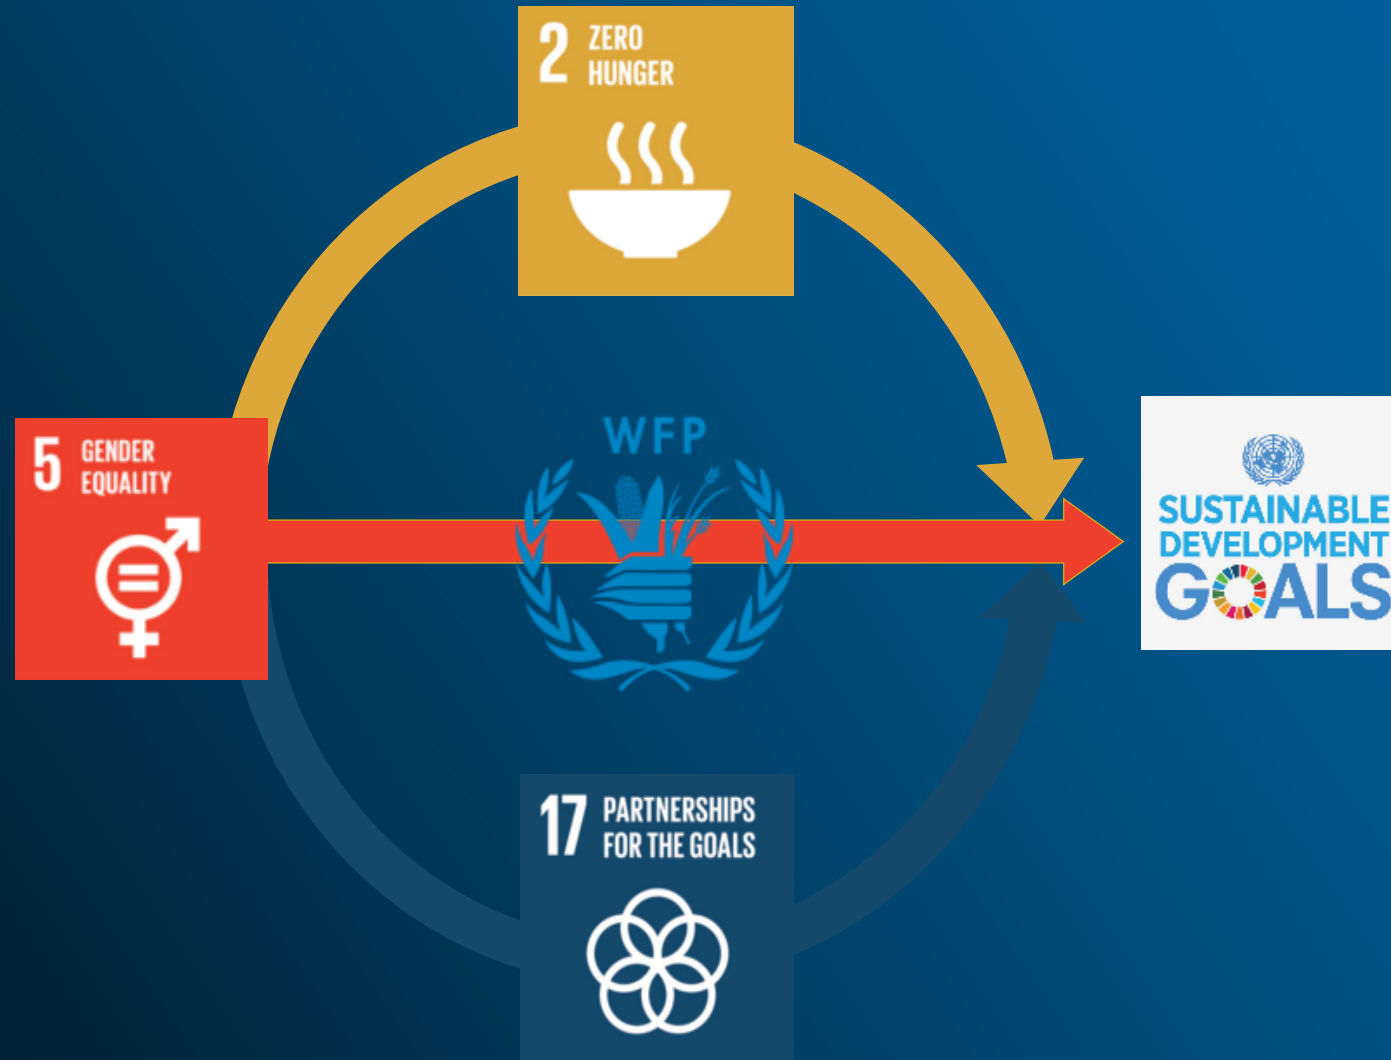 2 ZERO
HUNGER
5 GENDER
EQUALITY
WFP
SUSTAINABLE
DEVELOPMENT
GOALS
17 PARTNERSHIPS
FOR THE GOALS